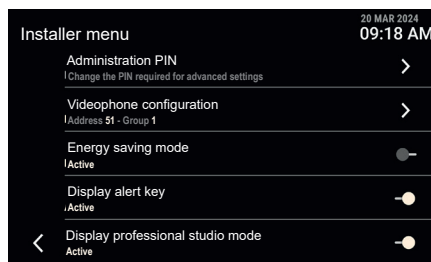 20 MAR 2024
Installer menu 09:18 AM
Administration PIN
Change the PIN required for advanced settings
Videophone configuration
Address 51 - Group 1
Energy saving mode
Active
Display alert key
Active
Display professional studio mode
Active